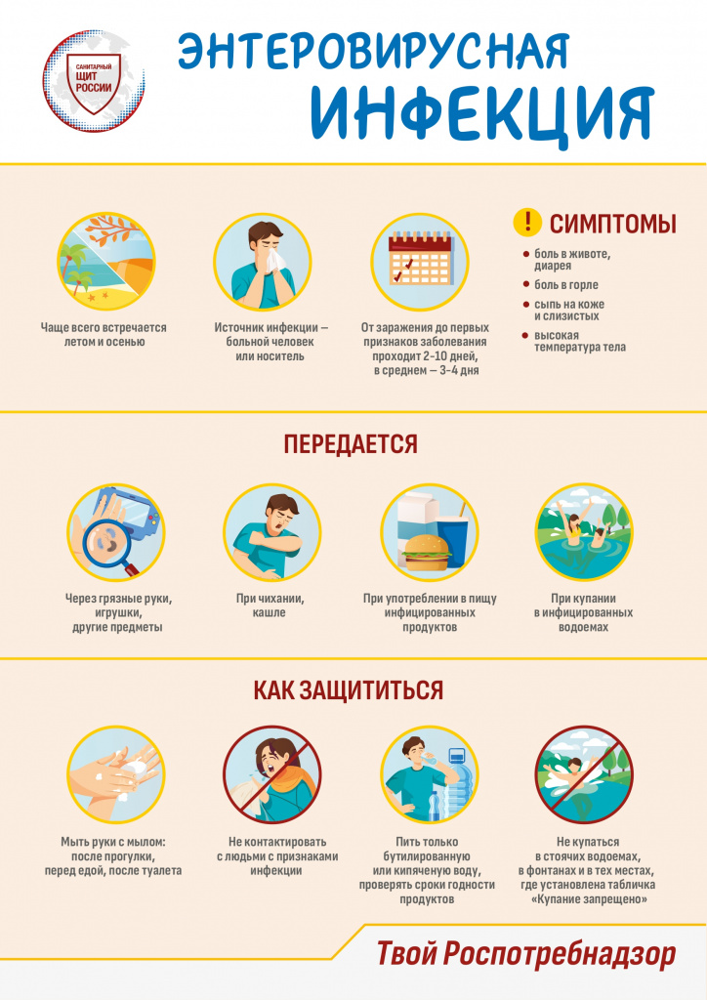 САНИТАРНЫЙ
ЩИТ
РОССИИ
ЭНТЕРОВИРУСНАЯ
ИНФЕКЦИЯ
Чаще всего встречается
летом и осенью
Источник инфекции –
больной человек
или носитель
От заражения до первых
признаков заболевания
проходит 2-10 дней,
в среднем – 3-4 дня
! СИМПТОМЫ
• боль в животе,
диарея
• боль в горле
• сыпь на коже
и слизистых
• высокая
температура тела
ПЕРЕДАЕТСЯ
Через грязные руки,
игрушки,
другие предметы
При чихании,
кашле
При употреблении в пищу
инфицированных
продуктов
При купании
в инфицированных
водоемах
КАК ЗАЩИТИТЬСЯ
Мыть руки с мылом:
после прогулки,
перед едой, после туалета
Не контактировать
с людьми с признаками
инфекции
Пить только
бутилированную
или кипяченую воду,
проверять сроки годности
продуктов
Не купаться
в стоячих водоемах,
в фонтанах и в тех местах,
где установлена табличка
«Купание запрещено»
Твой Роспотребнадзор